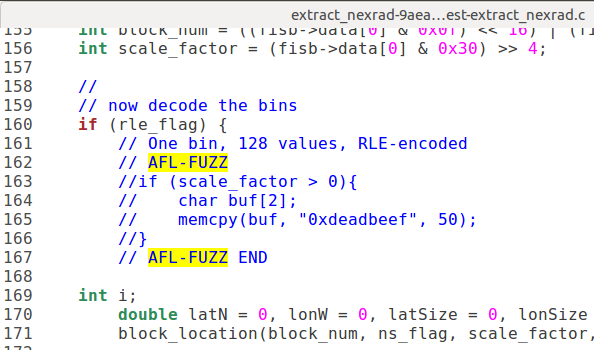 extract_nexrad-9aea…est-extract_nexrad.c
155 int block_num = ((fisb->data[0] & 0x0f) << 16) |
156 int scale_factor = (fisb->data[0] & 0x30) >> 4;
157
158 //
159 // now decode the bins
160 if (rle_flag) {
161 // One bin, 128 values, RLE-encoded
162 // AFL-FUZZ
163 //if (scale_factor > 0){
164 // char buf[2];
165 // memcpy(buf, "0xdeadbeef", 50);
166 //}
167 // AFL-FUZZ END
168
169 int i;
170 double latN = 0, lonW = 0, latSize = 0, lonSize
171 block_location(block_num, ns_flag, scale_factor,